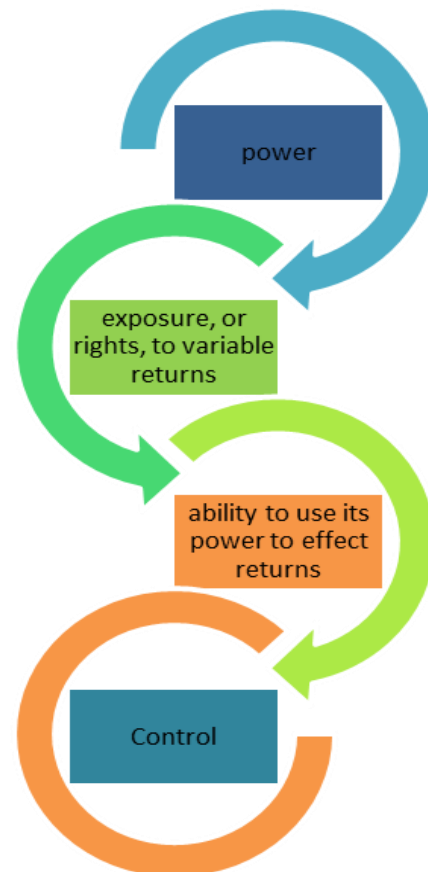 power
exposure, or
rights, to variable
returns
ability to use its
power to effect
returns
Control